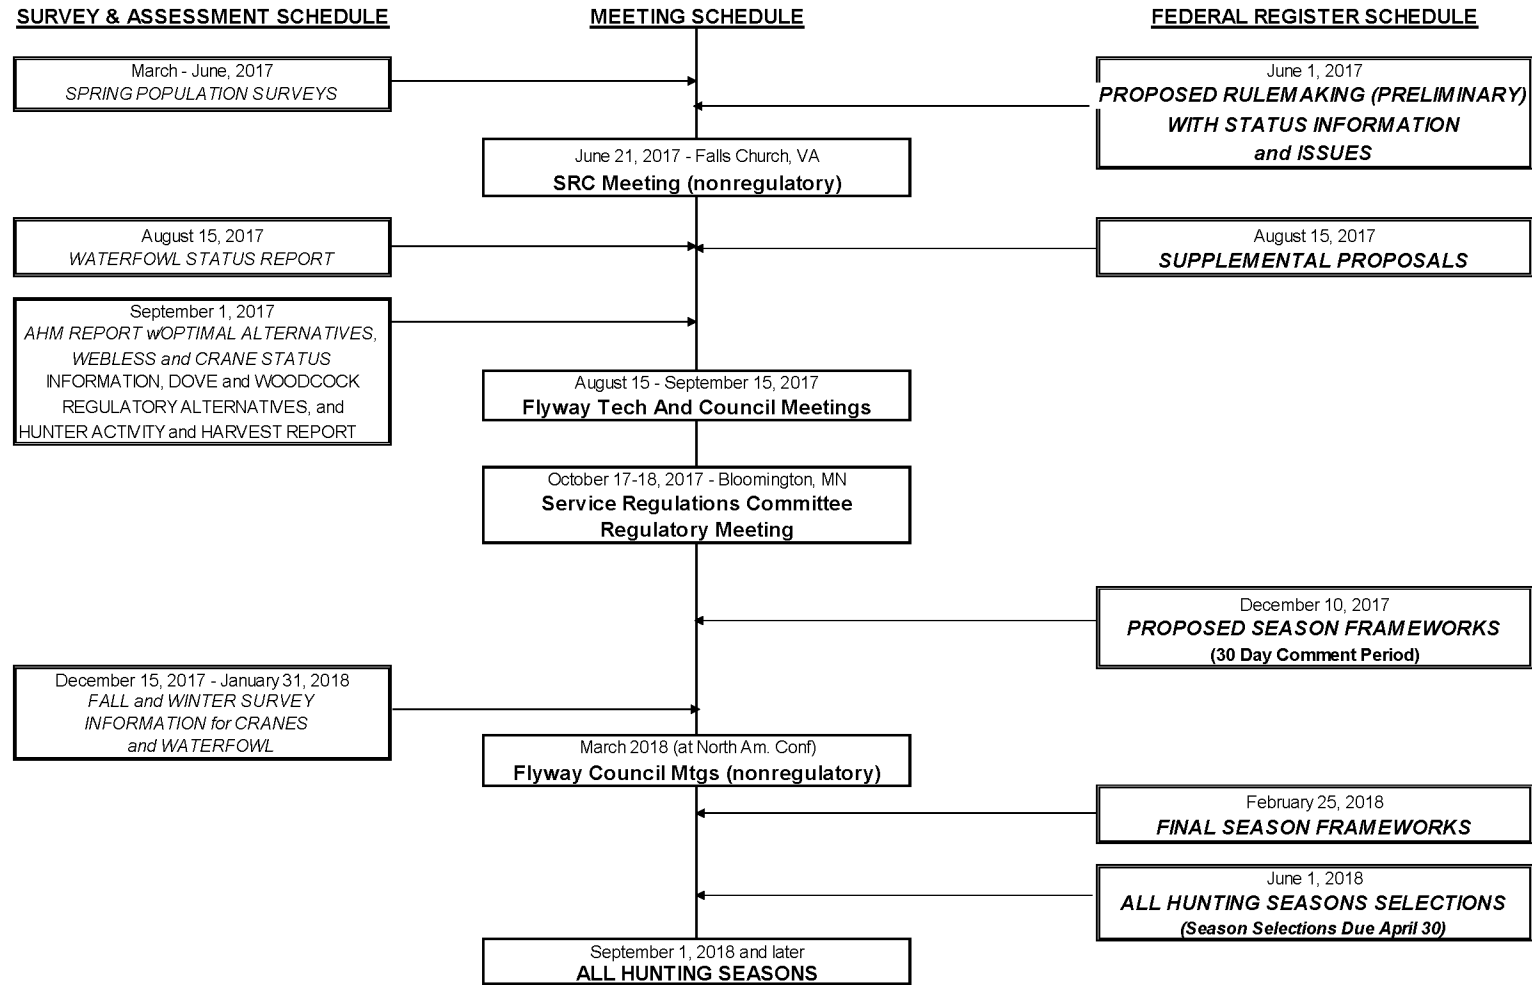 SURVEY & ASSESSMENT SCHEDULE
MEETING SCHEDULE
FEDERAL REGISTER SCHEDULE
March - June, 2017
SPRING POPULATION SURVEYS
June 1, 2017
PROPOSED RULEMAKING (PRELIMINARY)
WITH STATUS INFORMATION
and ISSUES
June 21, 2017 - Falls Church, VA
SRC Meeting (nonregulatory)
August 15, 2017
WATERFOWL STATUS REPORT
August 15, 2017
SUPPLEMENTAL PROPOSALS
September 1, 2017
AHM REPORT w/OPTIMAL ALTERNATIVES,
WEBLESS and CRANE STATUS
INFORMATION, DOVE and WOODCOCK
REGULATORY ALTERNATIVES, and
HUNTER ACTIVITY and HARVEST REPORT
August 15 - September 15, 2017
Flyway Tech And Council Meetings
October 17-18, 2017 - Bloomington, MN
Service Regulations Committee
Regulatory Meeting
December 10, 2017
PROPOSED SEASON FRAMEWORKS
(30 Day Comment Period)
December 15, 2017 - January 31, 2018
FALL and WINTER SURVEY
INFORMATION for CRANES
and WATERFOWL
March 2018 (at North Am. Conf)
Flyway Council Mtgs (nonregulatory)
February 25, 2018
FINAL SEASON FRAMEWORKS
June 1, 2018
ALL HUNTING SEASONS SELECTIONS
(Season Selections Due April 30)
September 1, 2018 and later
ALL HUNTING SEASONS